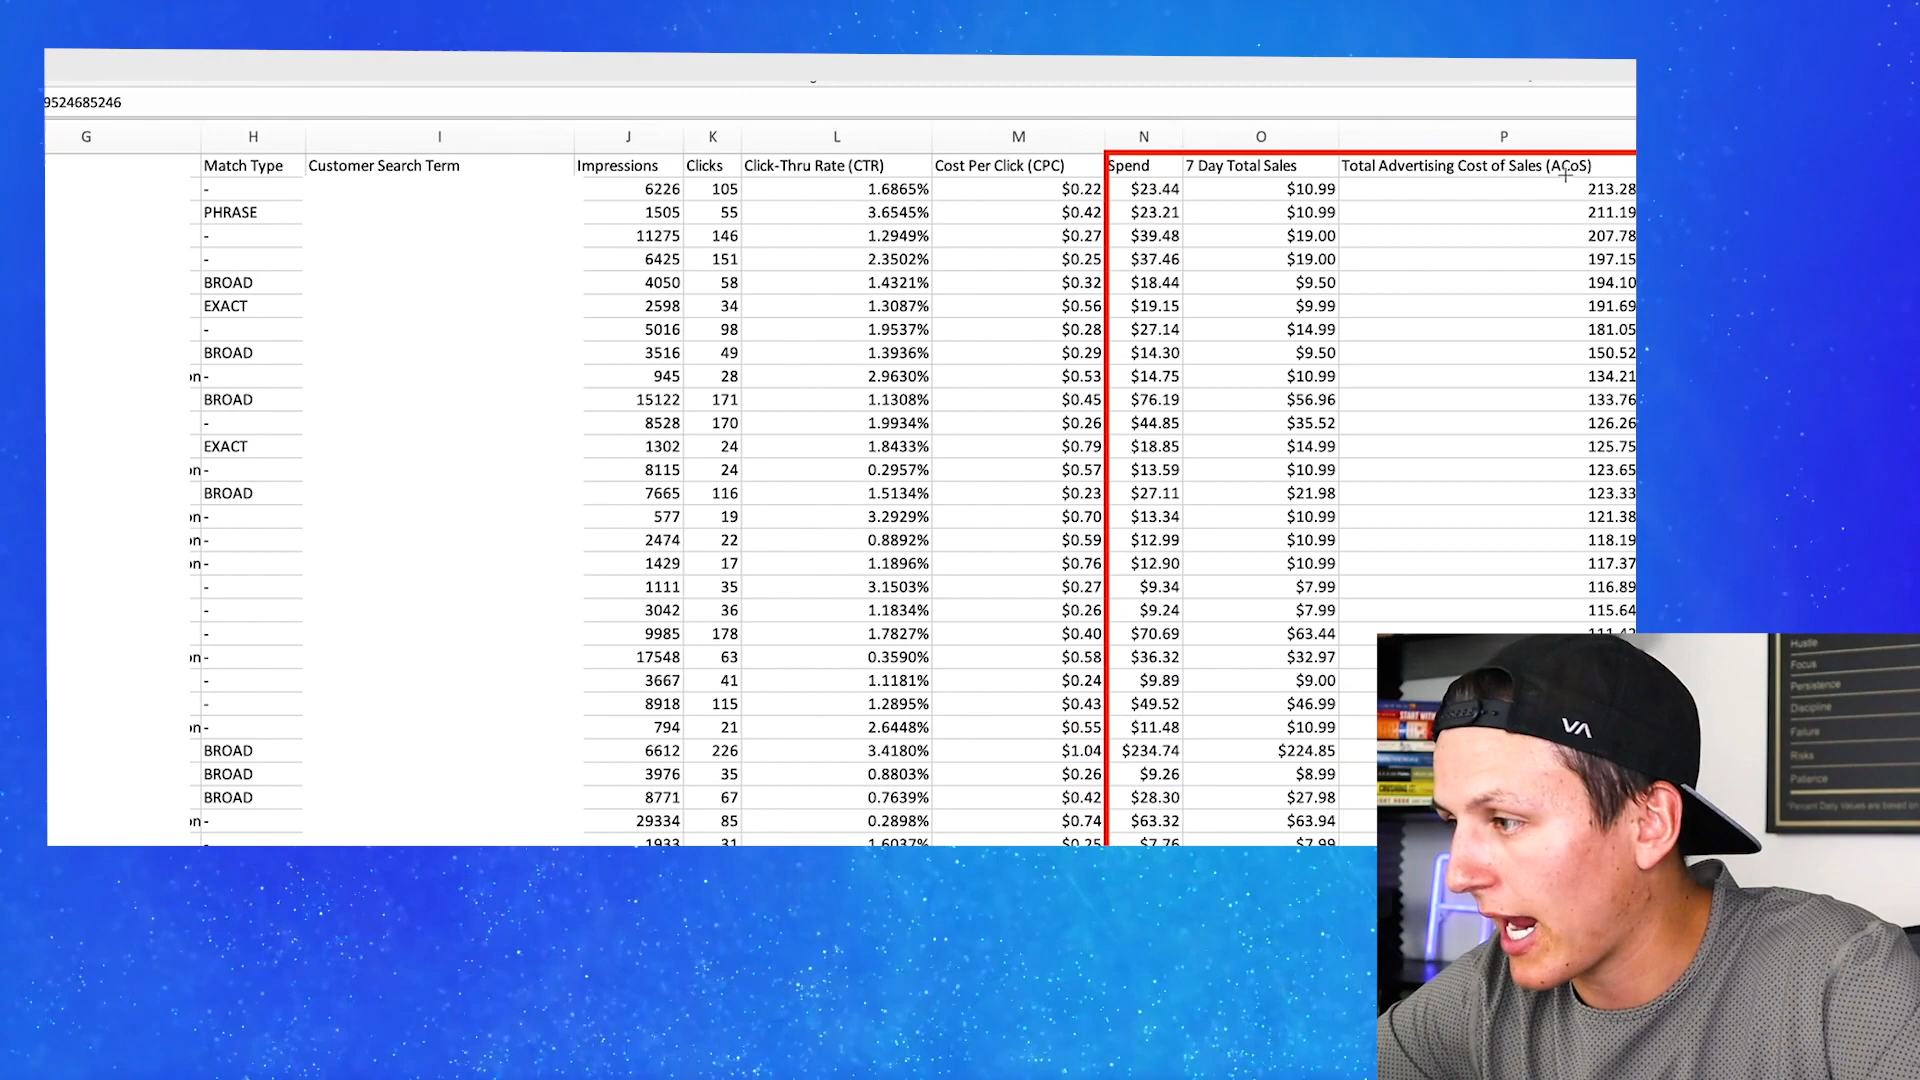 9524685246
G H I J K L M N O P
Match Type Customer Search Term Impressions Clicks Click-Thru Rate (CTR) Cost Per Click (CPC) Spend 7 Day Total Sales Total Advertising Cost of Sales (ACoS)
- 6226 105 1.6865% $0.22 $23.44 $10.99 213.28
PHRASE 1505 55 3.6545% $0.42 $23.21 $10.99 211.19
- 11275 146 1.2949% $0.27 $39.48 $19.00 207.78
- 6425 151 2.3502% $0.25 $37.46 $19.00 197.15
BROAD 4050 58 1.4321% $0.32 $18.44 $9.50 194.10
EXACT 2598 34 1.3087% $0.56 $19.15 $9.99 191.69
- 5016 98 1.9537% $0.28 $27.14 $14.99 181.05
BROAD 3516 49 1.3936% $0.29 $14.30 $9.50 150.52
on - 945 28 2.9630% $0.53 $14.75 $10.99 134.21
BROAD 15122 171 1.1308% $0.45 $76.19 $56.96 133.76
- 8528 170 1.9934% $0.26 $44.85 $35.52 126.26
EXACT 1302 24 1.8433% $0.79 $18.85 $14.99 125.75
on - 8115 24 0.2957% $0.57 $13.59 $10.99 123.65
BROAD 7665 116 1.5134% $0.23 $27.11 $21.98 123.33
on - 577 19 3.2929% $0.70 $13.34 $10.99 121.38
on - 2474 22 0.8892% $0.59 $12.99 $10.99 118.19
on - 1429 17 1.1896% $0.76 $12.90 $10.99 117.37
- 1111 35 3.1503% $0.27 $9.34 $7.99 116.89
- 3042 36 1.1834% $0.26 $9.24 $7.99 115.64
- 9985 178 1.7827% $0.40 $70.69 $63.44 111.42
on - 17548 63 0.3590% $0.58 $36.32 $32.97
- 3667 41 1.1181% $0.24 $9.89 $9.00
- 8918 115 1.2895% $0.43 $49.52 $46.99
on - 794 21 2.6448% $0.55 $11.48 $10.99
BROAD 6612 226 3.4180% $1.04 $234.74 $224.85
BROAD 3976 35 0.8803% $0.26 $9.26 $8.99
BROAD 8771 67 0.7639% $0.42 $28.30 $27.98
on - 29334 85 0.2898% $0.74 $63.32 $63.94
- 1933 31 1.6037% $0.25 $7.76 $7.99
Hustle
Focus
Persistence
Discipline
Failure
Risks
Patience
*Percent Daily Values are based on
START WITH
VA